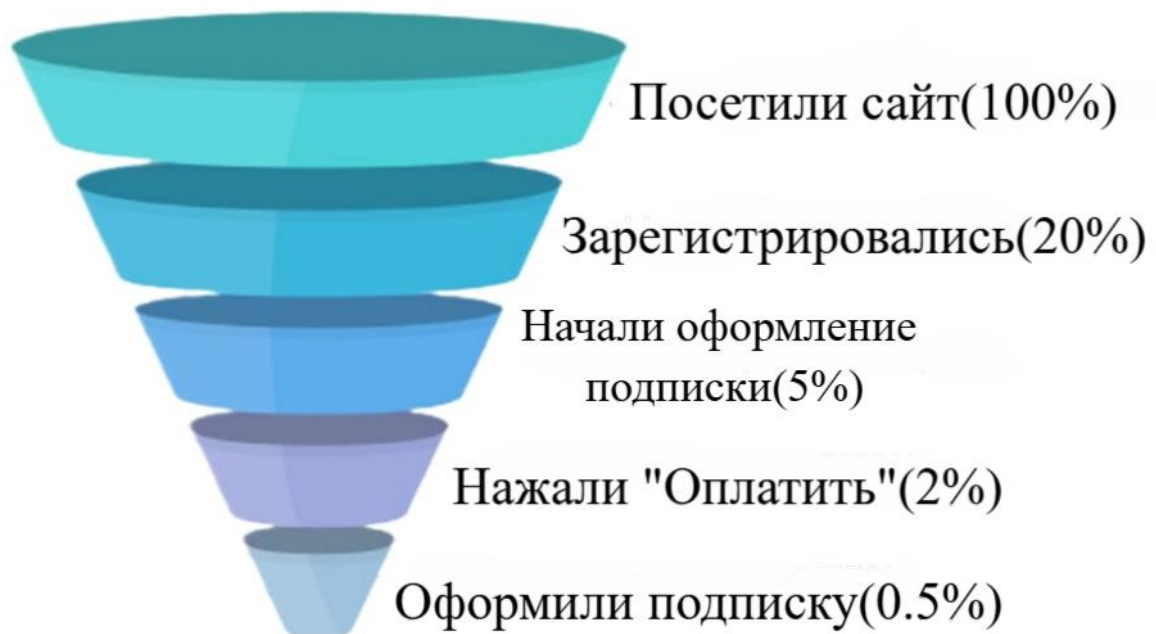 Посетили сайт(100%)
Зарегистрировались(20%)
Начали оформление
подписки(5%)
Нажали "Оплатить"(2%)
Оформили подписку(0.5%)